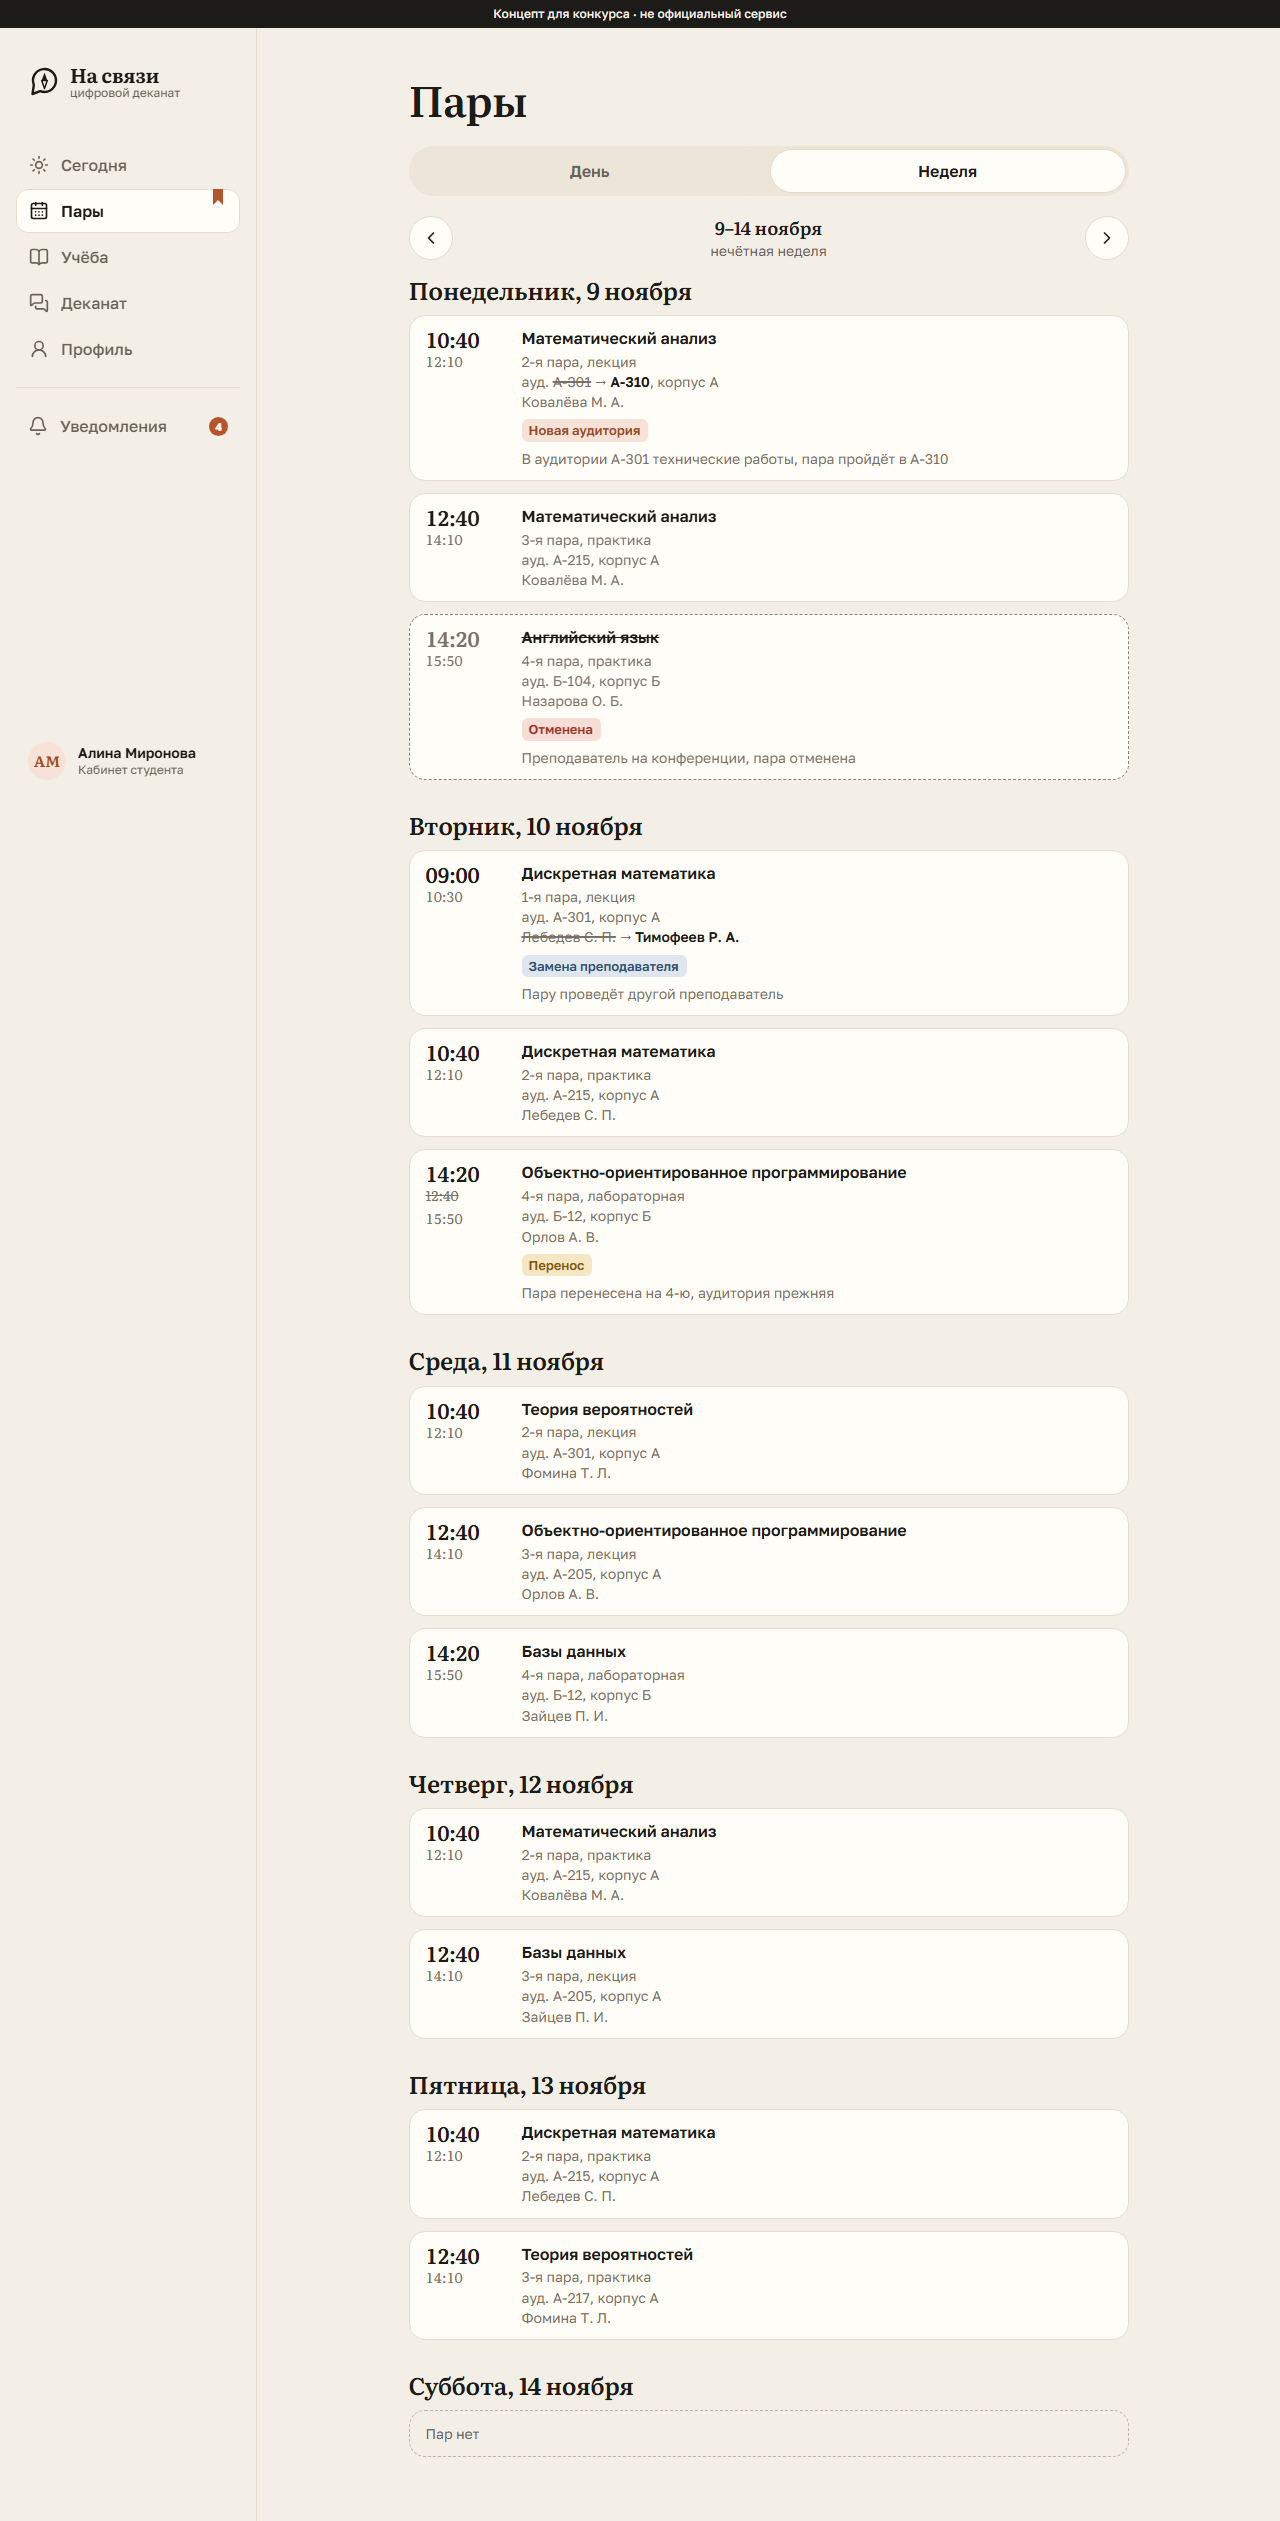 Концепт для конкурса · не официальный сервис
На связи
цифровой деканат
Сегодня
Пары
Учёба
Деканат
Профиль
Уведомления 4
АМ
Алина Миронова
Кабинет студента
Пары
День Неделя
9–14 ноября
нечётная неделя
Понедельник, 9 ноября
10:40
12:10
Математический анализ
2-я пара, лекция
ауд. А-301 → А-310, корпус А
Ковалёва М. А.
Новая аудитория
В аудитории А-301 технические работы, пара пройдёт в А-310
12:40
14:10
Математический анализ
3-я пара, практика
ауд. А-215, корпус А
Ковалёва М. А.
14:20
15:50
Английский язык
4-я пара, практика
ауд. Б-104, корпус Б
Назарова О. Б.
Отменена
Преподаватель на конференции, пара отменена
Вторник, 10 ноября
09:00
10:30
Дискретная математика
1-я пара, лекция
ауд. А-301, корпус А
Лебедев С. П. → Тимофеев Р. А.
Замена преподавателя
Пару проведёт другой преподаватель
10:40
12:10
Дискретная математика
2-я пара, практика
ауд. А-215, корпус А
Лебедев С. П.
14:20
12:40
15:50
Объектно-ориентированное программирование
4-я пара, лабораторная
ауд. Б-12, корпус Б
Орлов А. В.
Перенос
Пара перенесена на 4-ю, аудитория прежняя
Среда, 11 ноября
10:40
12:10
Теория вероятностей
2-я пара, лекция
ауд. А-301, корпус А
Фомина Т. Л.
12:40
14:10
Объектно-ориентированное программирование
3-я пара, лекция
ауд. А-205, корпус А
Орлов А. В.
14:20
15:50
Базы данных
4-я пара, лабораторная
ауд. Б-12, корпус Б
Зайцев П. И.
Четверг, 12 ноября
10:40
12:10
Математический анализ
2-я пара, практика
ауд. А-215, корпус А
Ковалёва М. А.
12:40
14:10
Базы данных
3-я пара, лекция
ауд. А-205, корпус А
Зайцев П. И.
Пятница, 13 ноября
10:40
12:10
Дискретная математика
2-я пара, практика
ауд. А-215, корпус А
Лебедев С. П.
12:40
14:10
Теория вероятностей
3-я пара, практика
ауд. А-217, корпус А
Фомина Т. Л.
Суббота, 14 ноября
Пар нет